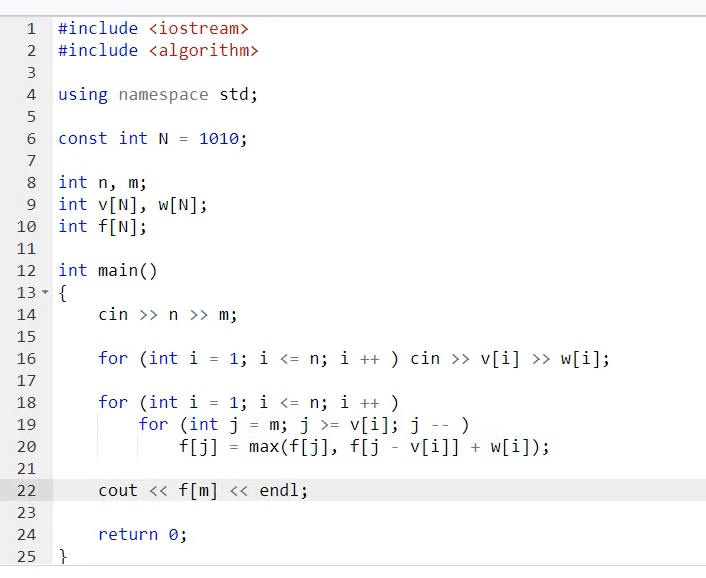 1 #include <iostream>
2 #include <algorithm>
3
4 using namespace std;
5
6 const int N = 1010;
7
8 int n, m;
9 int v[N], w[N];
10 int f[N];
11
12 int main()
13 {
14     cin >> n >> m;
15
16     for (int i = 1; i <= n; i ++ ) cin >> v[i] >> w[i];
17
18     for (int i = 1; i <= n; i ++ )
19         for (int j = m; j >= v[i]; j -- )
20             f[j] = max(f[j], f[j - v[i]] + w[i]);
21
22     cout << f[m] << endl;
23
24     return 0;
25 }